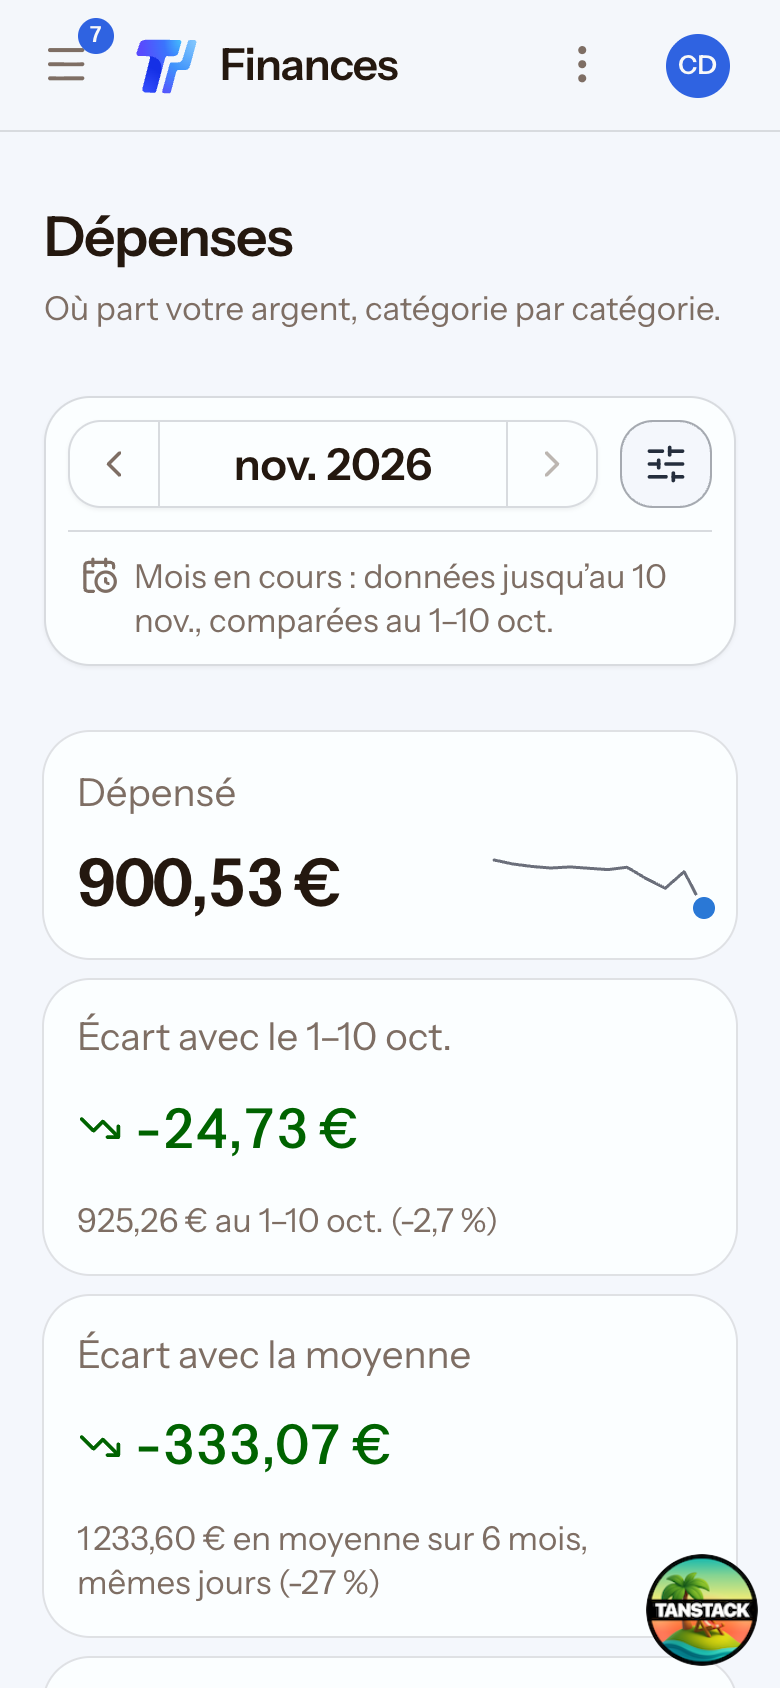 7
Finances
CD
Dépenses
Où part votre argent, catégorie par catégorie.
nov. 2026
Mois en cours : données jusqu’au 10
nov., comparées au 1–10 oct.
Dépensé
900,53 €
Écart avec le 1–10 oct.
-24,73 €
925,26 € au 1–10 oct. (-2,7 %)
Écart avec la moyenne
-333,07 €
1 233,60 € en moyenne sur 6 mois,
mêmes jours (-27 %)
TANSTACK